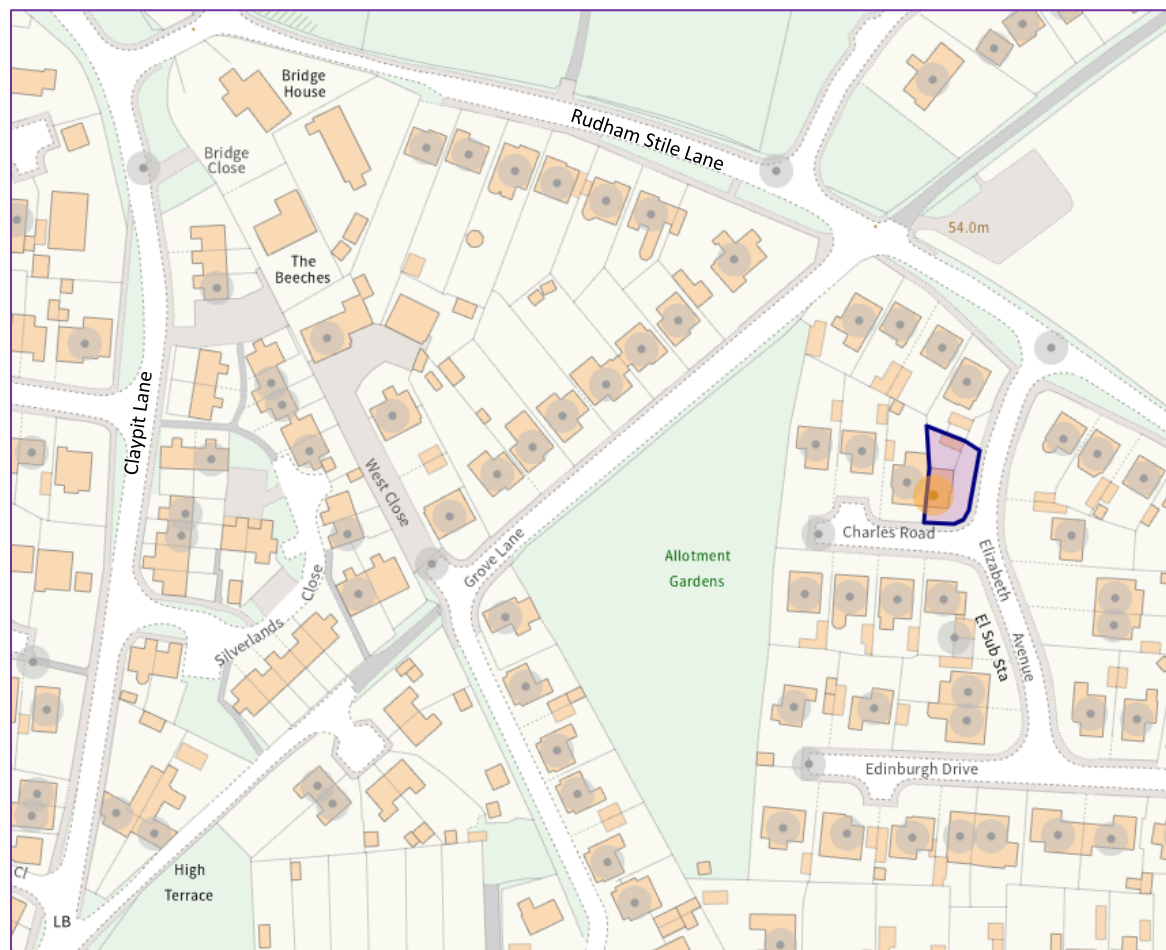 Bridge
House
Rudham Stile Lane
Bridge
Close
54.0m
The
Beeches
Claypit Lane
West Close
Charles Road
Grove Lane
Allotment
Gardens
Elizabeth
Avenue
El Sub Sta
Silverlands
Close
Edinburgh Drive
High
Terrace
Cl
LB